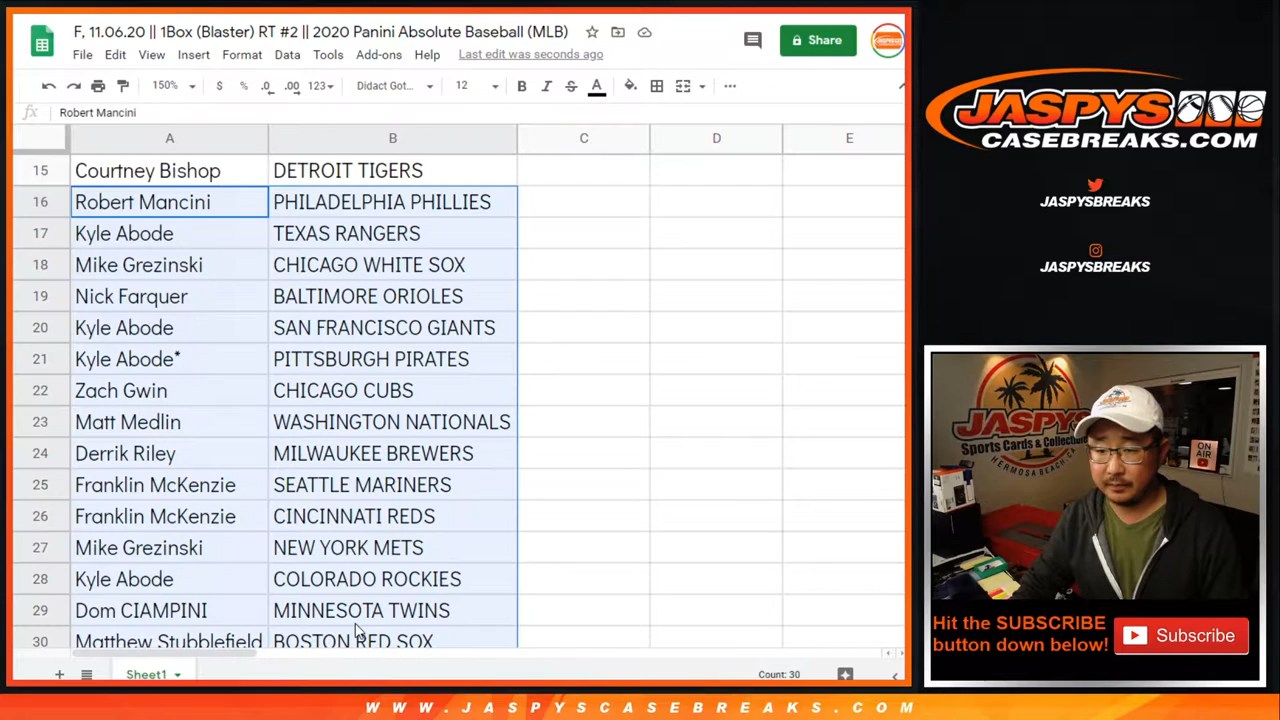 F, 11.06.20 || 1Box (Blaster) RT #2 || 2020 Panini Absolute Baseball (MLB)
File Edit View Insert Format Data Tools Add-ons Help Last edit was seconds ago
Share
150% $ % .0 .00 123 Didact Got... 12 B I S A
fx Robert Mancini
A B C D E
15 Courtney Bishop DETROIT TIGERS
16 Robert Mancini PHILADELPHIA PHILLIES
17 Kyle Abode TEXAS RANGERS
18 Mike Grezinski CHICAGO WHITE SOX
19 Nick Farquer BALTIMORE ORIOLES
20 Kyle Abode SAN FRANCISCO GIANTS
21 Kyle Abode* PITTSBURGH PIRATES
22 Zach Gwin CHICAGO CUBS
23 Matt Medlin WASHINGTON NATIONALS
24 Derrik Riley MILWAUKEE BREWERS
25 Franklin McKenzie SEATTLE MARINERS
26 Franklin McKenzie CINCINNATI REDS
27 Mike Grezinski NEW YORK METS
28 Kyle Abode COLORADO ROCKIES
29 Dom CIAMPINI MINNESOTA TWINS
30 Matthew Stubblefield BOSTON RED SOX
Sheet1
Count: 30
JASPYS
CASEBREAKS.COM
JASPYSBREAKS
JASPYSBREAKS
JASPYS
Sports Cards & Collectib
HERMOSA BEACH, CA
ON AIR
Hit the SUBSCRIBE
button down below!
Subscribe
WWW.JASPYSCASEBREAKS.COM